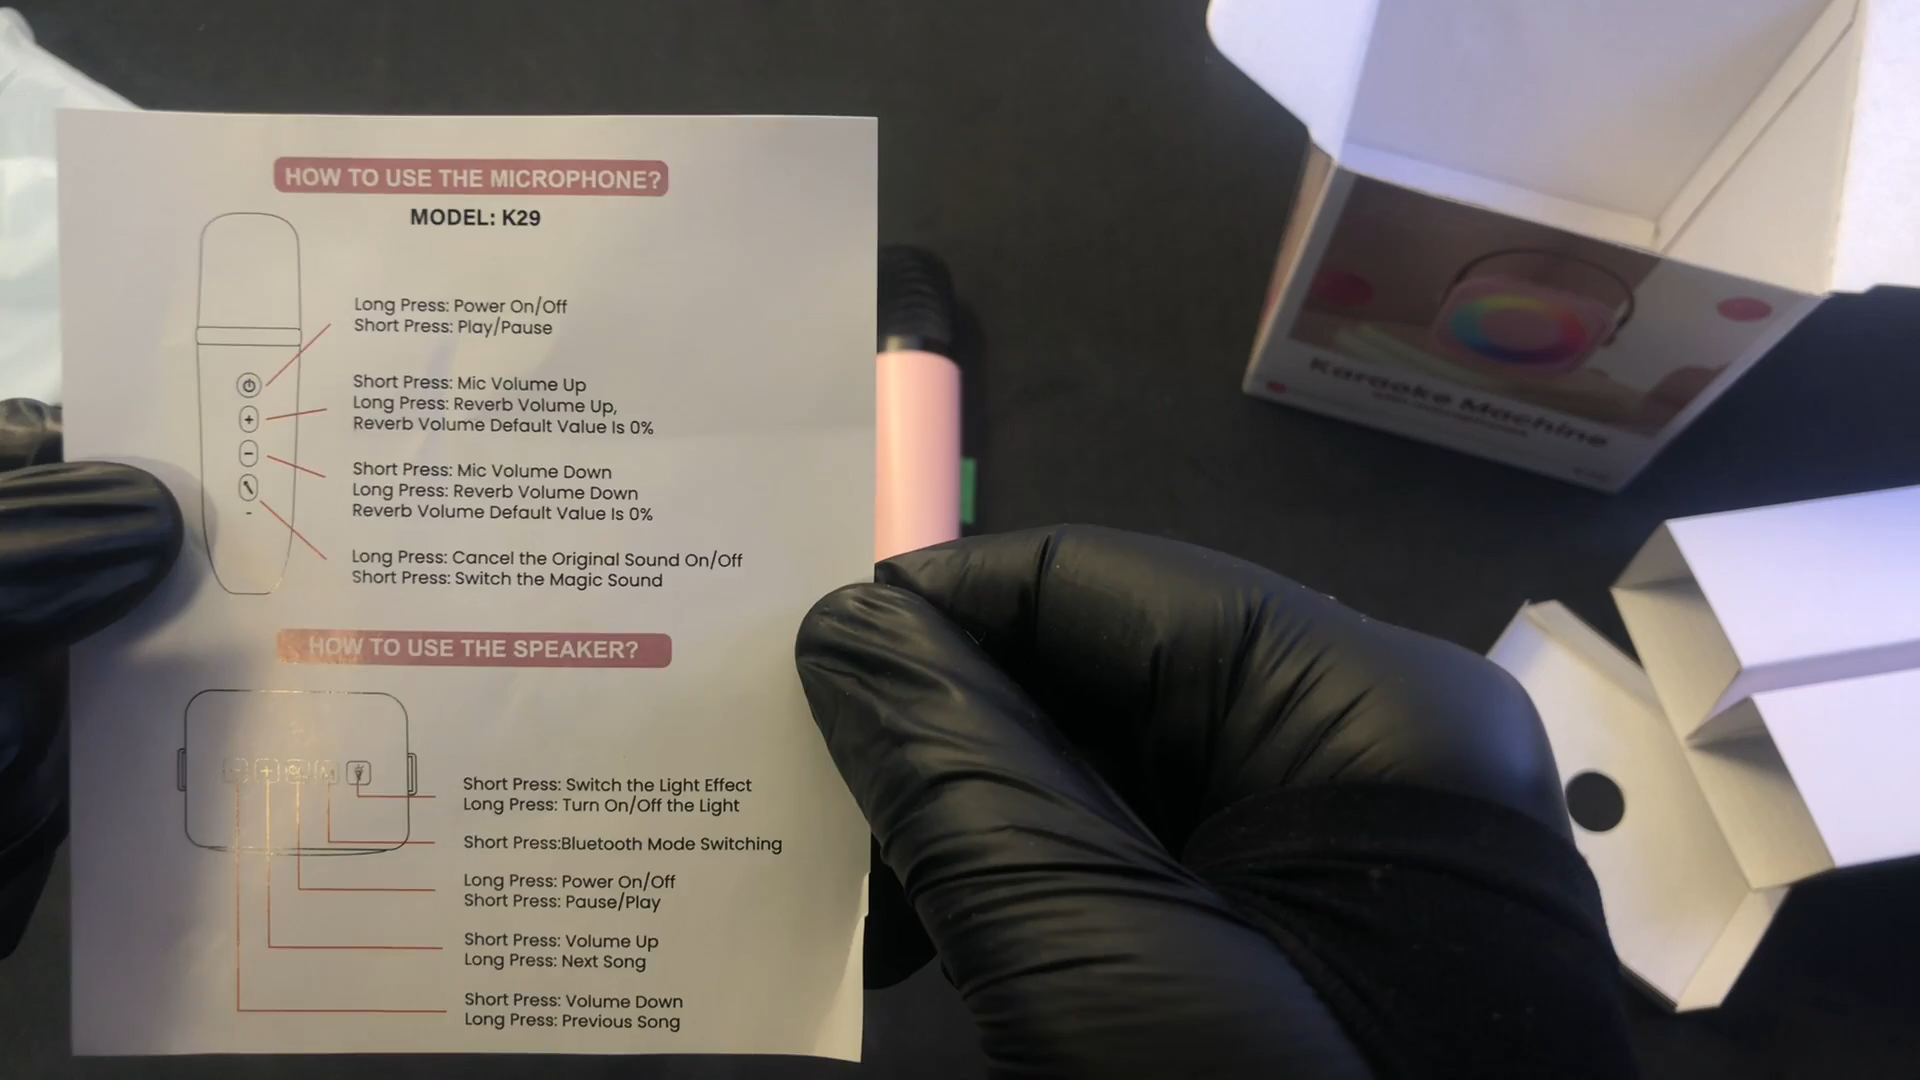 HOW TO USE THE MICROPHONE?
MODEL: K29
Long Press: Power On/Off
Short Press: Play/Pause
Short Press: Mic Volume Up
Long Press: Reverb Volume Up,
Reverb Volume Default Value Is 0%
Short Press: Mic Volume Down
Long Press: Reverb Volume Down
Reverb Volume Default Value Is 0%
Long Press: Cancel the Original Sound On/Off
Short Press: Switch the Magic Sound
HOW TO USE THE SPEAKER?
Short Press: Switch the Light Effect
Long Press: Turn On/Off the Light
Short Press:Bluetooth Mode Switching
Long Press: Power On/Off
Short Press: Pause/Play
Short Press: Volume Up
Long Press: Next Song
Short Press: Volume Down
Long Press: Previous Song
Karaoke Machine